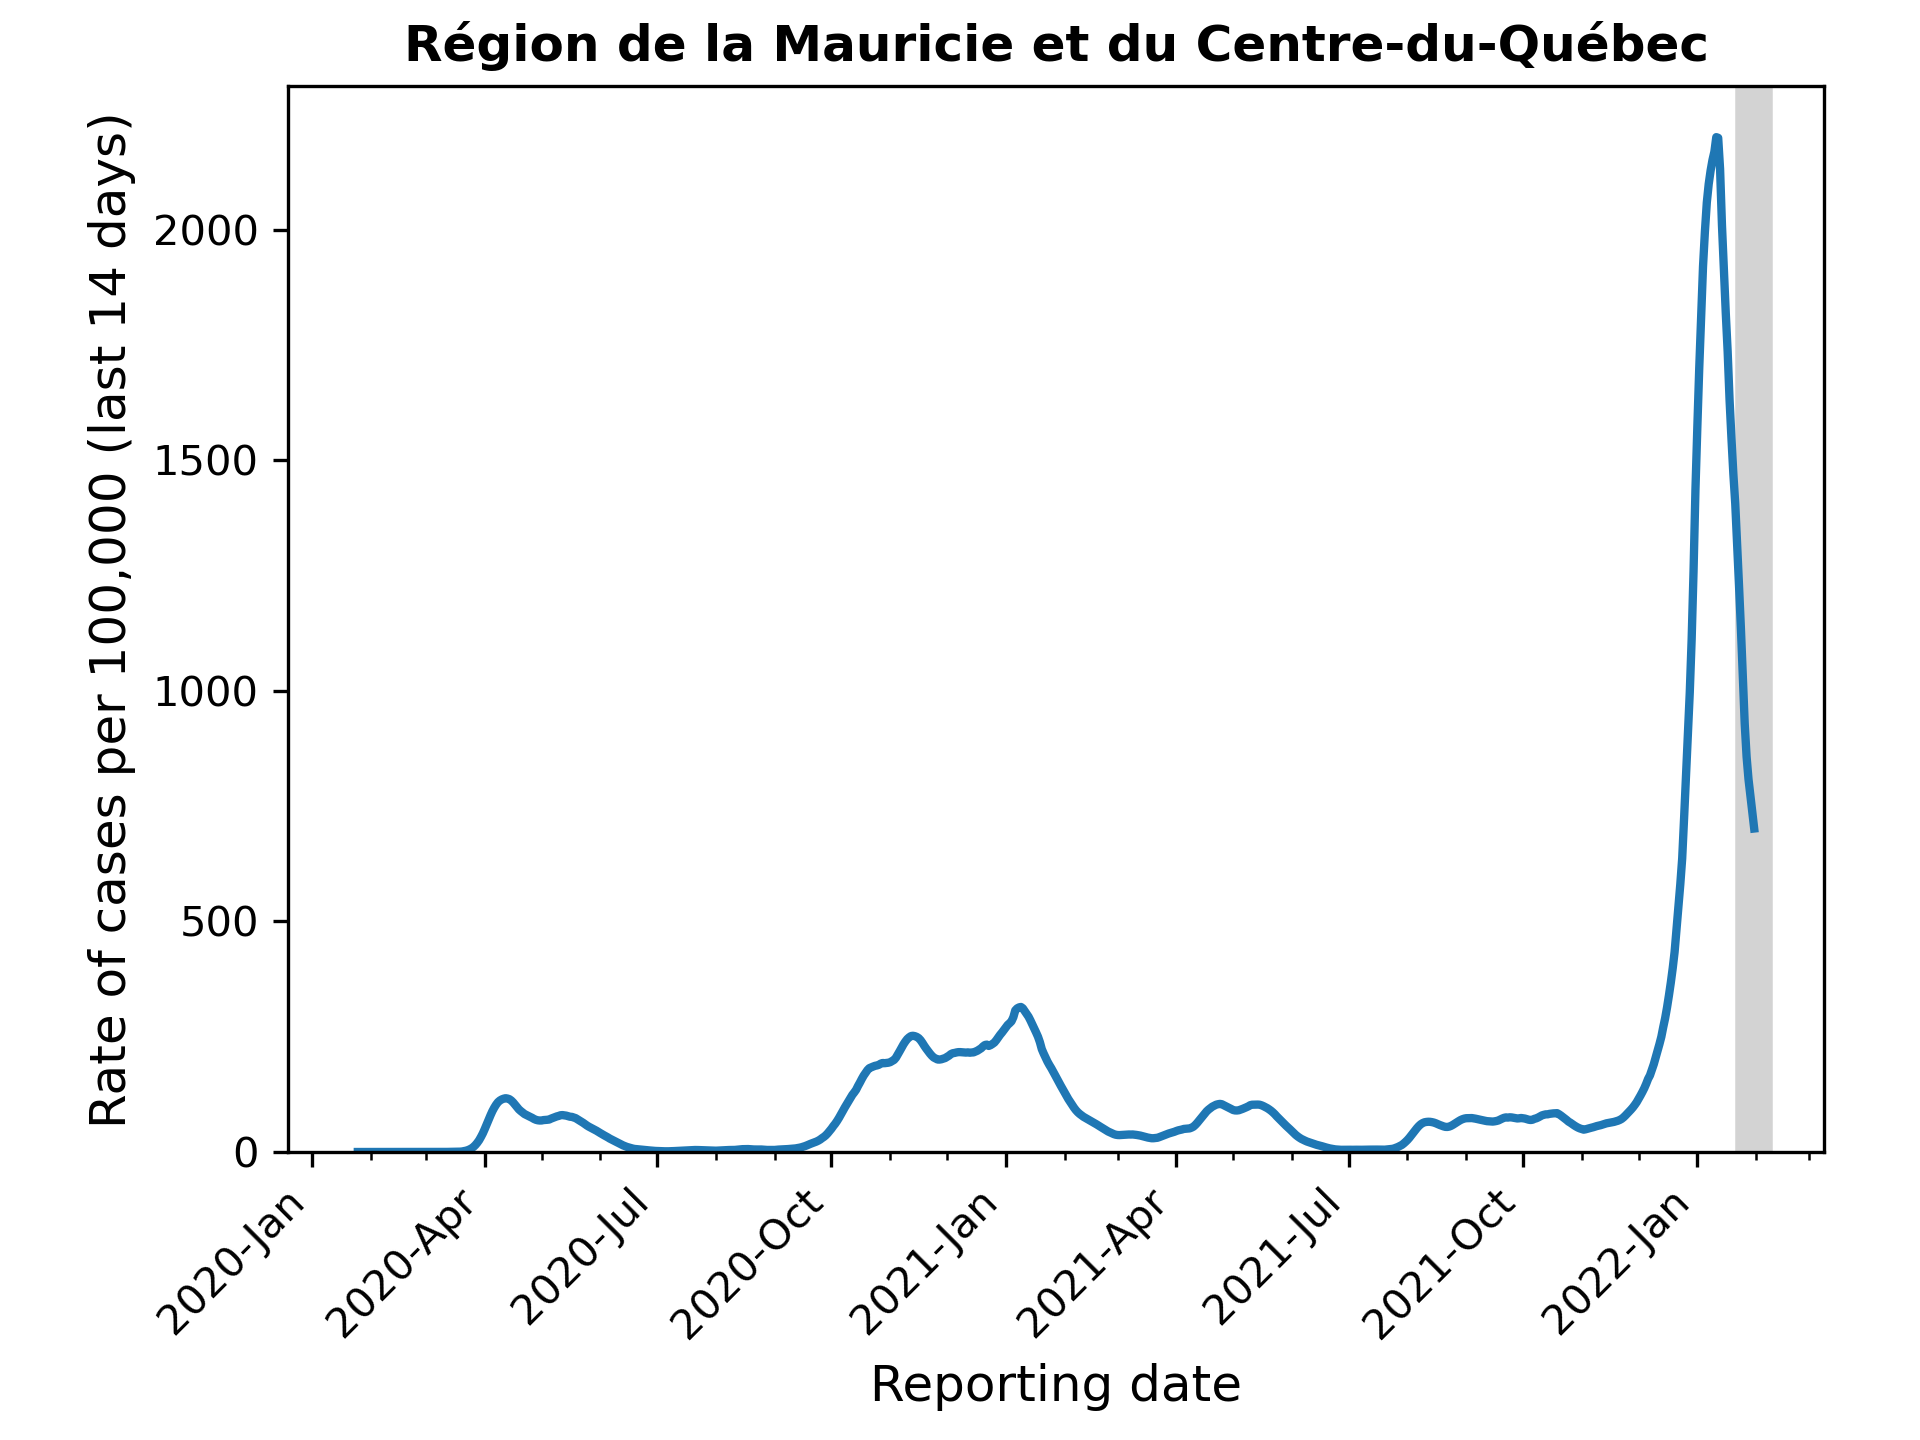 Région de la Mauricie et du Centre-du-Québec
Rate of cases per 100,000 (last 14 days)
2000
1500
1000
500
0
2020-Jan
2020-Apr
2020-Jul
2020-Oct
2021-Jan
2021-Apr
2021-Jul
2021-Oct
2022-Jan
Reporting date